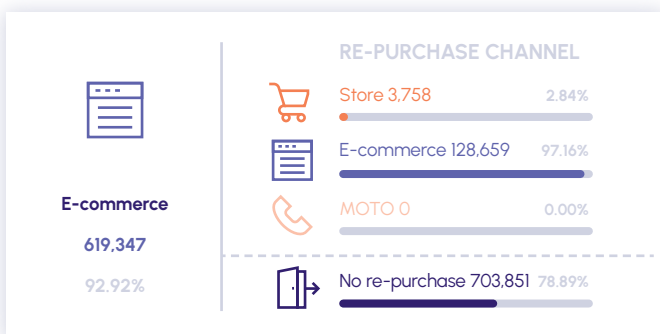 RE-PURCHASE CHANNEL
Store 3,758 2.84%
E-commerce 128,659 97.16%
MOTO 0 0.00%
No re-purchase 703,851 78.89%
E-commerce
619,347
92.92%